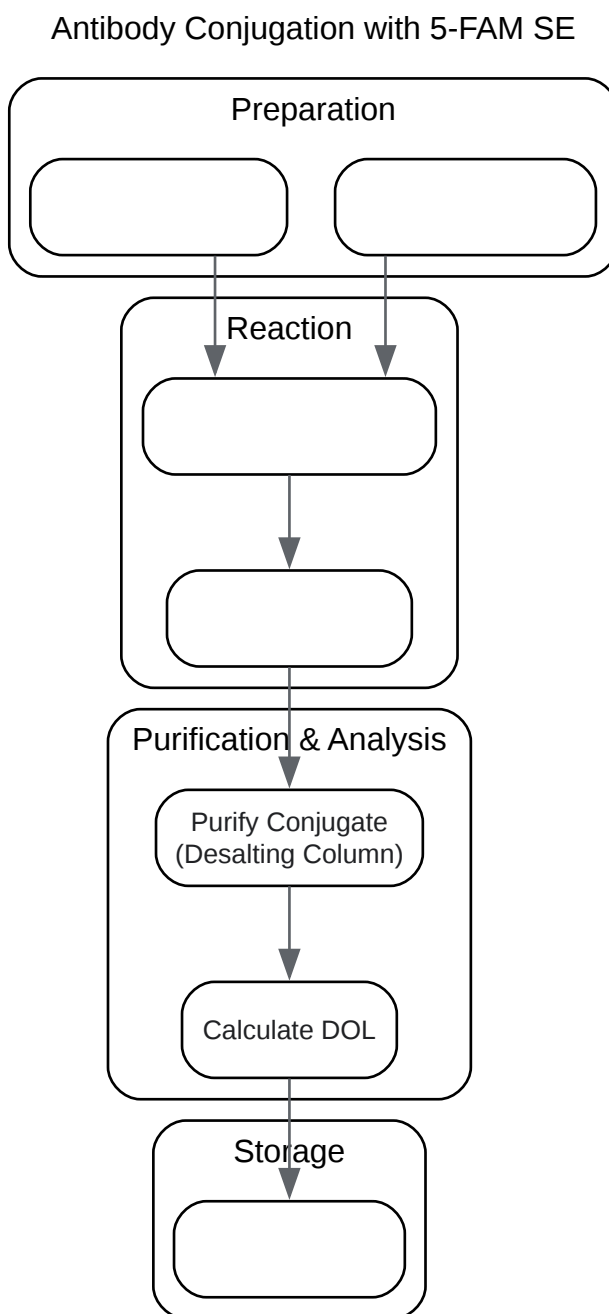 Antibody Conjugation with 5-FAM SE
Preparation
Reaction
Purification & Analysis
Purify Conjugate
(Desalting Column)
Calculate DOL
Storage